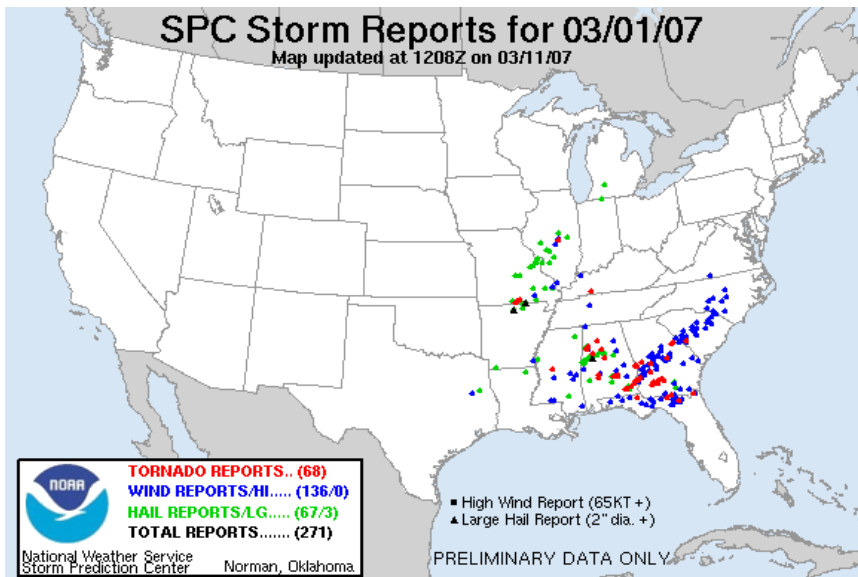 SPC Storm Reports for 03/01/07
Map updated at 1208Z on 03/11/07
NOAA
TORNADO REPORTS.. (68)
WIND REPORTS/HI..... (136/0)
HAIL REPORTS/LG..... (67/3)
TOTAL REPORTS....... (271)
National Weather Service
Storm Prediction Center Norman, Oklahoma
■ High Wind Report (65KT +)
▲ Large Hail Report (2" dia. +)
PRELIMINARY DATA ONLY